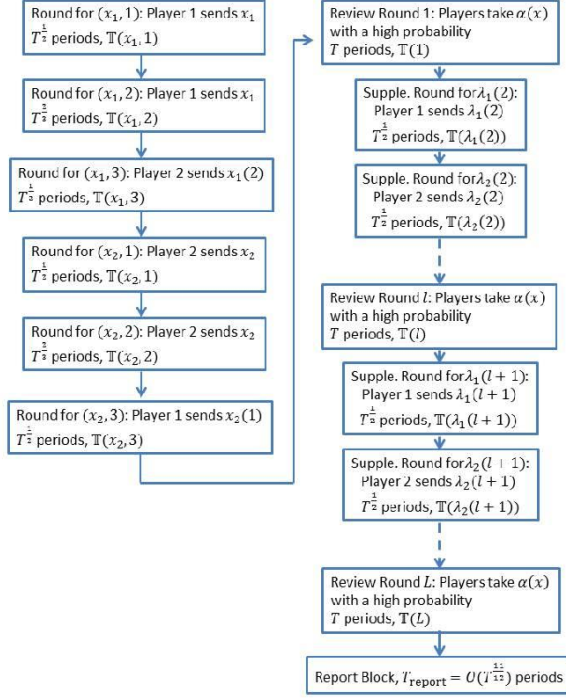 Round for (x₁, 1): Player 1 sends x₁
T^{1/2} periods, 𝕋(x₁, 1)
Round for (x₁, 2): Player 1 sends x₁
T^{2/3} periods, 𝕋(x₁, 2)
Round for (x₁, 3): Player 2 sends x₁(2)
T^{1/2} periods, 𝕋(x₁, 3)
Round for (x₂, 1): Player 2 sends x₂
T^{1/2} periods, 𝕋(x₂, 1)
Round for (x₂, 2): Player 2 sends x₂
T^{2/3} periods, 𝕋(x₂, 2)
Round for (x₂, 3): Player 1 sends x₂(1)
T^{1/2} periods, 𝕋(x₂, 3)
Review Round 1: Players take α(x)
with a high probability
T periods, 𝕋(1)
Supple. Round for λ₁(2):
Player 1 sends λ₁(2)
T^{1/2} periods, 𝕋(λ₁(2))
Supple. Round for λ₂(2):
Player 2 sends λ₂(2)
T^{1/2} periods, 𝕋(λ₂(2))
Review Round l: Players take α(x)
with a high probability
T periods, 𝕋(l)
Supple. Round for λ₁(l + 1):
Player 1 sends λ₁(l + 1)
T^{1/2} periods, 𝕋(λ₁(l + 1))
Supple. Round for λ₂(l + 1):
Player 2 sends λ₂(l + 1)
T^{1/2} periods, 𝕋(λ₂(l + 1))
Review Round L: Players take α(x)
with a high probability
T periods, 𝕋(L)
Report Block, T_{report} = O(T^{11/12}) periods